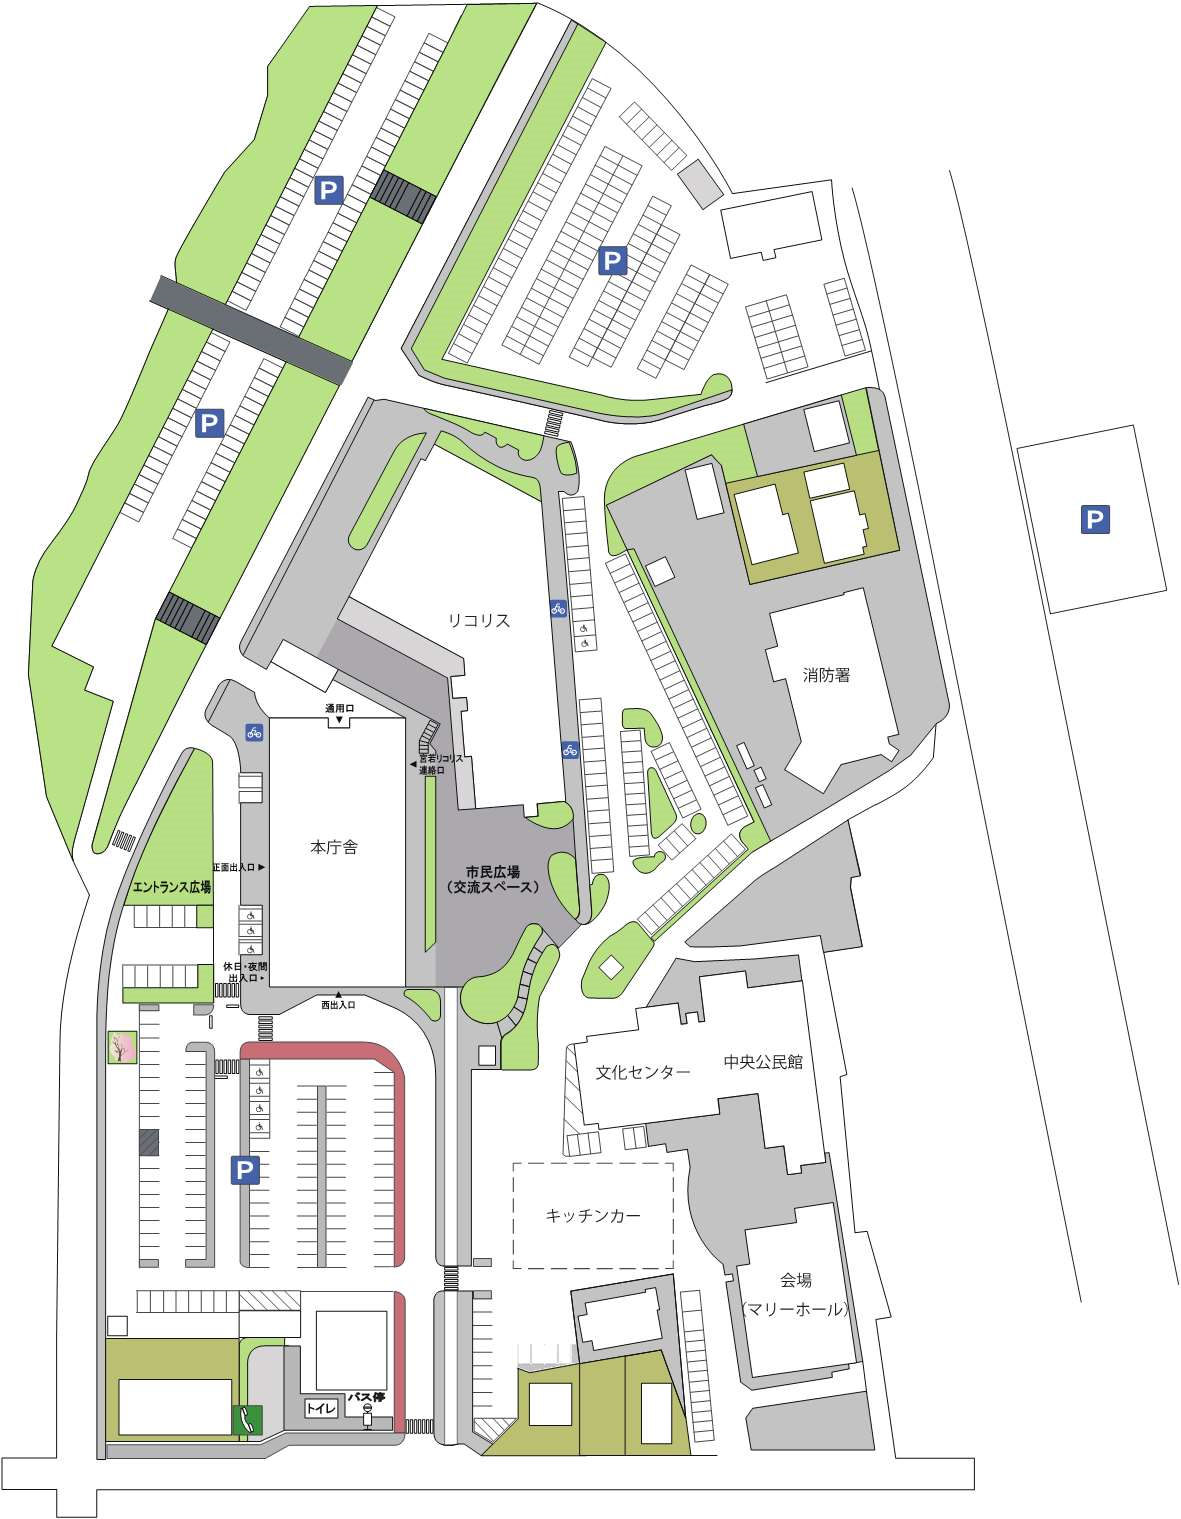 P
P
P
P
リコリス
消防署
通用口
宮若リコリス
連絡口
本庁舎
正面出入口
エントランス広場
市民広場
(交流スペース)
休日・夜間
出入口
西出入口
文化センター
中央公民館
P
キッチンカー
会場
(マリーホール)
バス停
トイレ